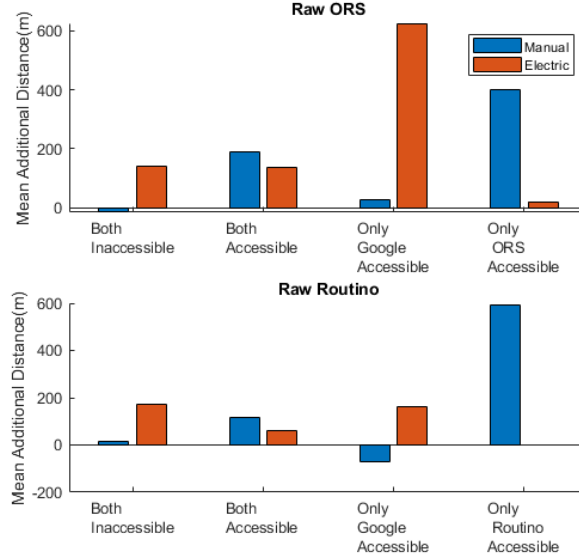 Raw ORS
Mean Additional Distance(m)
600
400
200
0
Manual
Electric
Both
Inaccessible
Both
Accessible
Only
Google
Accessible
Only
ORS
Accessible
Raw Routino
Mean Additional Distance(m)
600
400
200
0
-200
Both
Inaccessible
Both
Accessible
Only
Google
Accessible
Only
Routino
Accessible